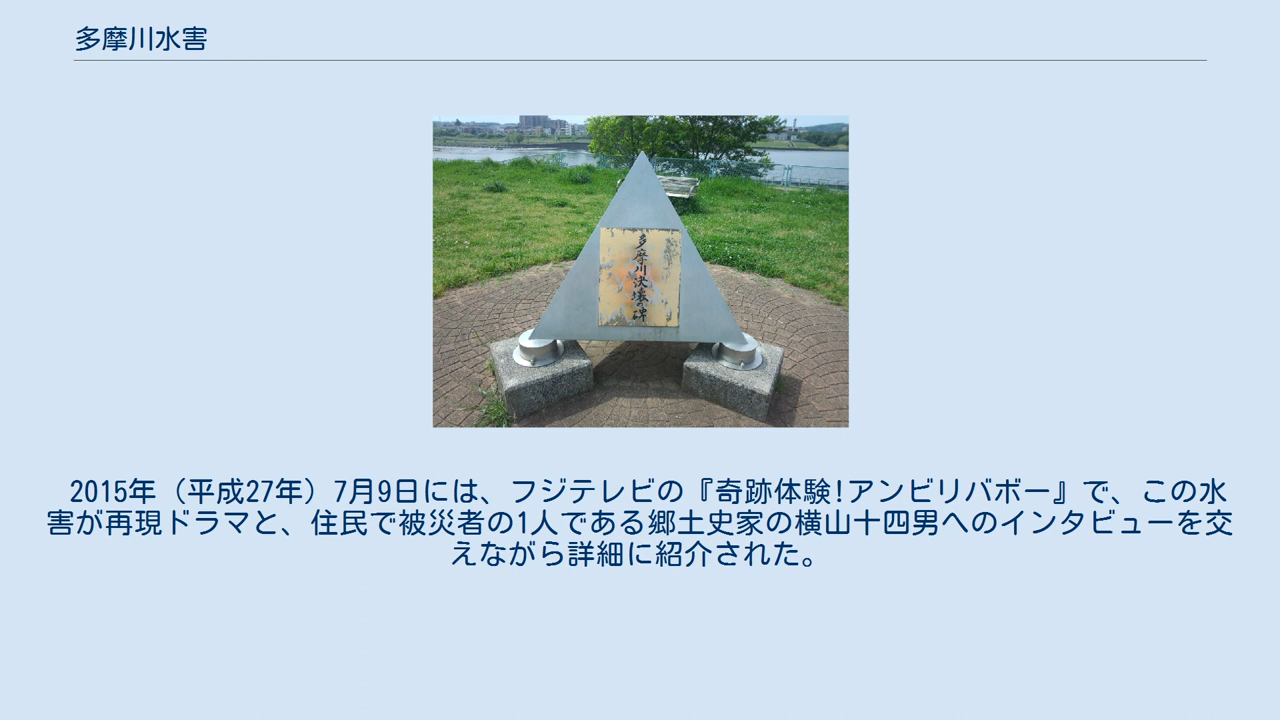 多摩川水害
多摩川決壊の碑
2015年（平成27年）7月9日には、フジテレビの『奇跡体験!アンビリバボー』で、この水
害が再現ドラマと、住民で被災者の1人である郷土史家の横山十四男へのインタビューを交
えながら詳細に紹介された。